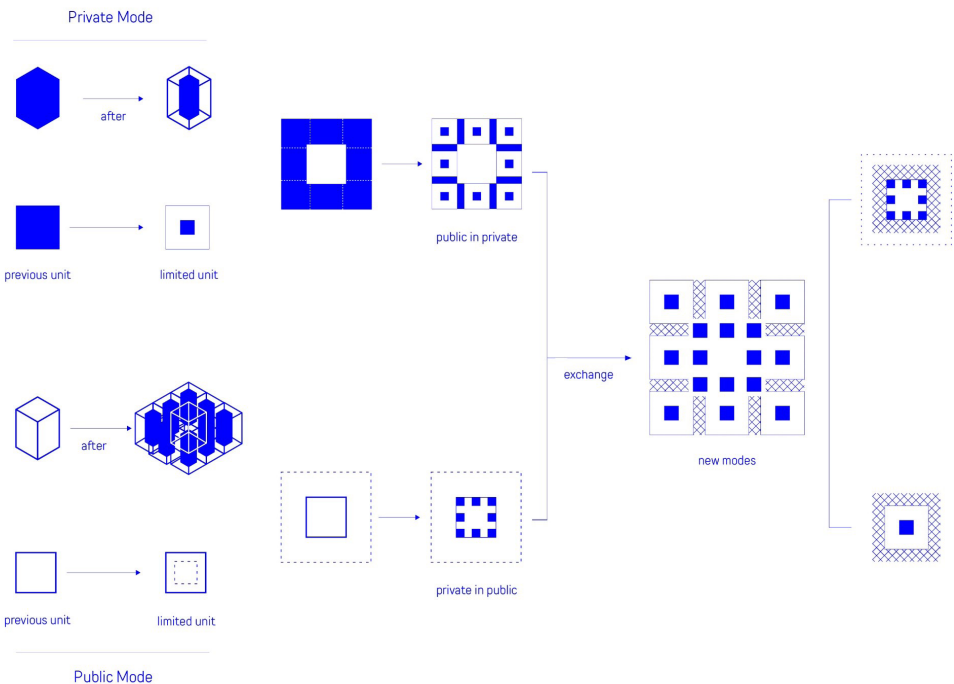 Private Mode
after
previous unit
limited unit
public in private
after
exchange
new modes
private in public
previous unit
limited unit
Public Mode